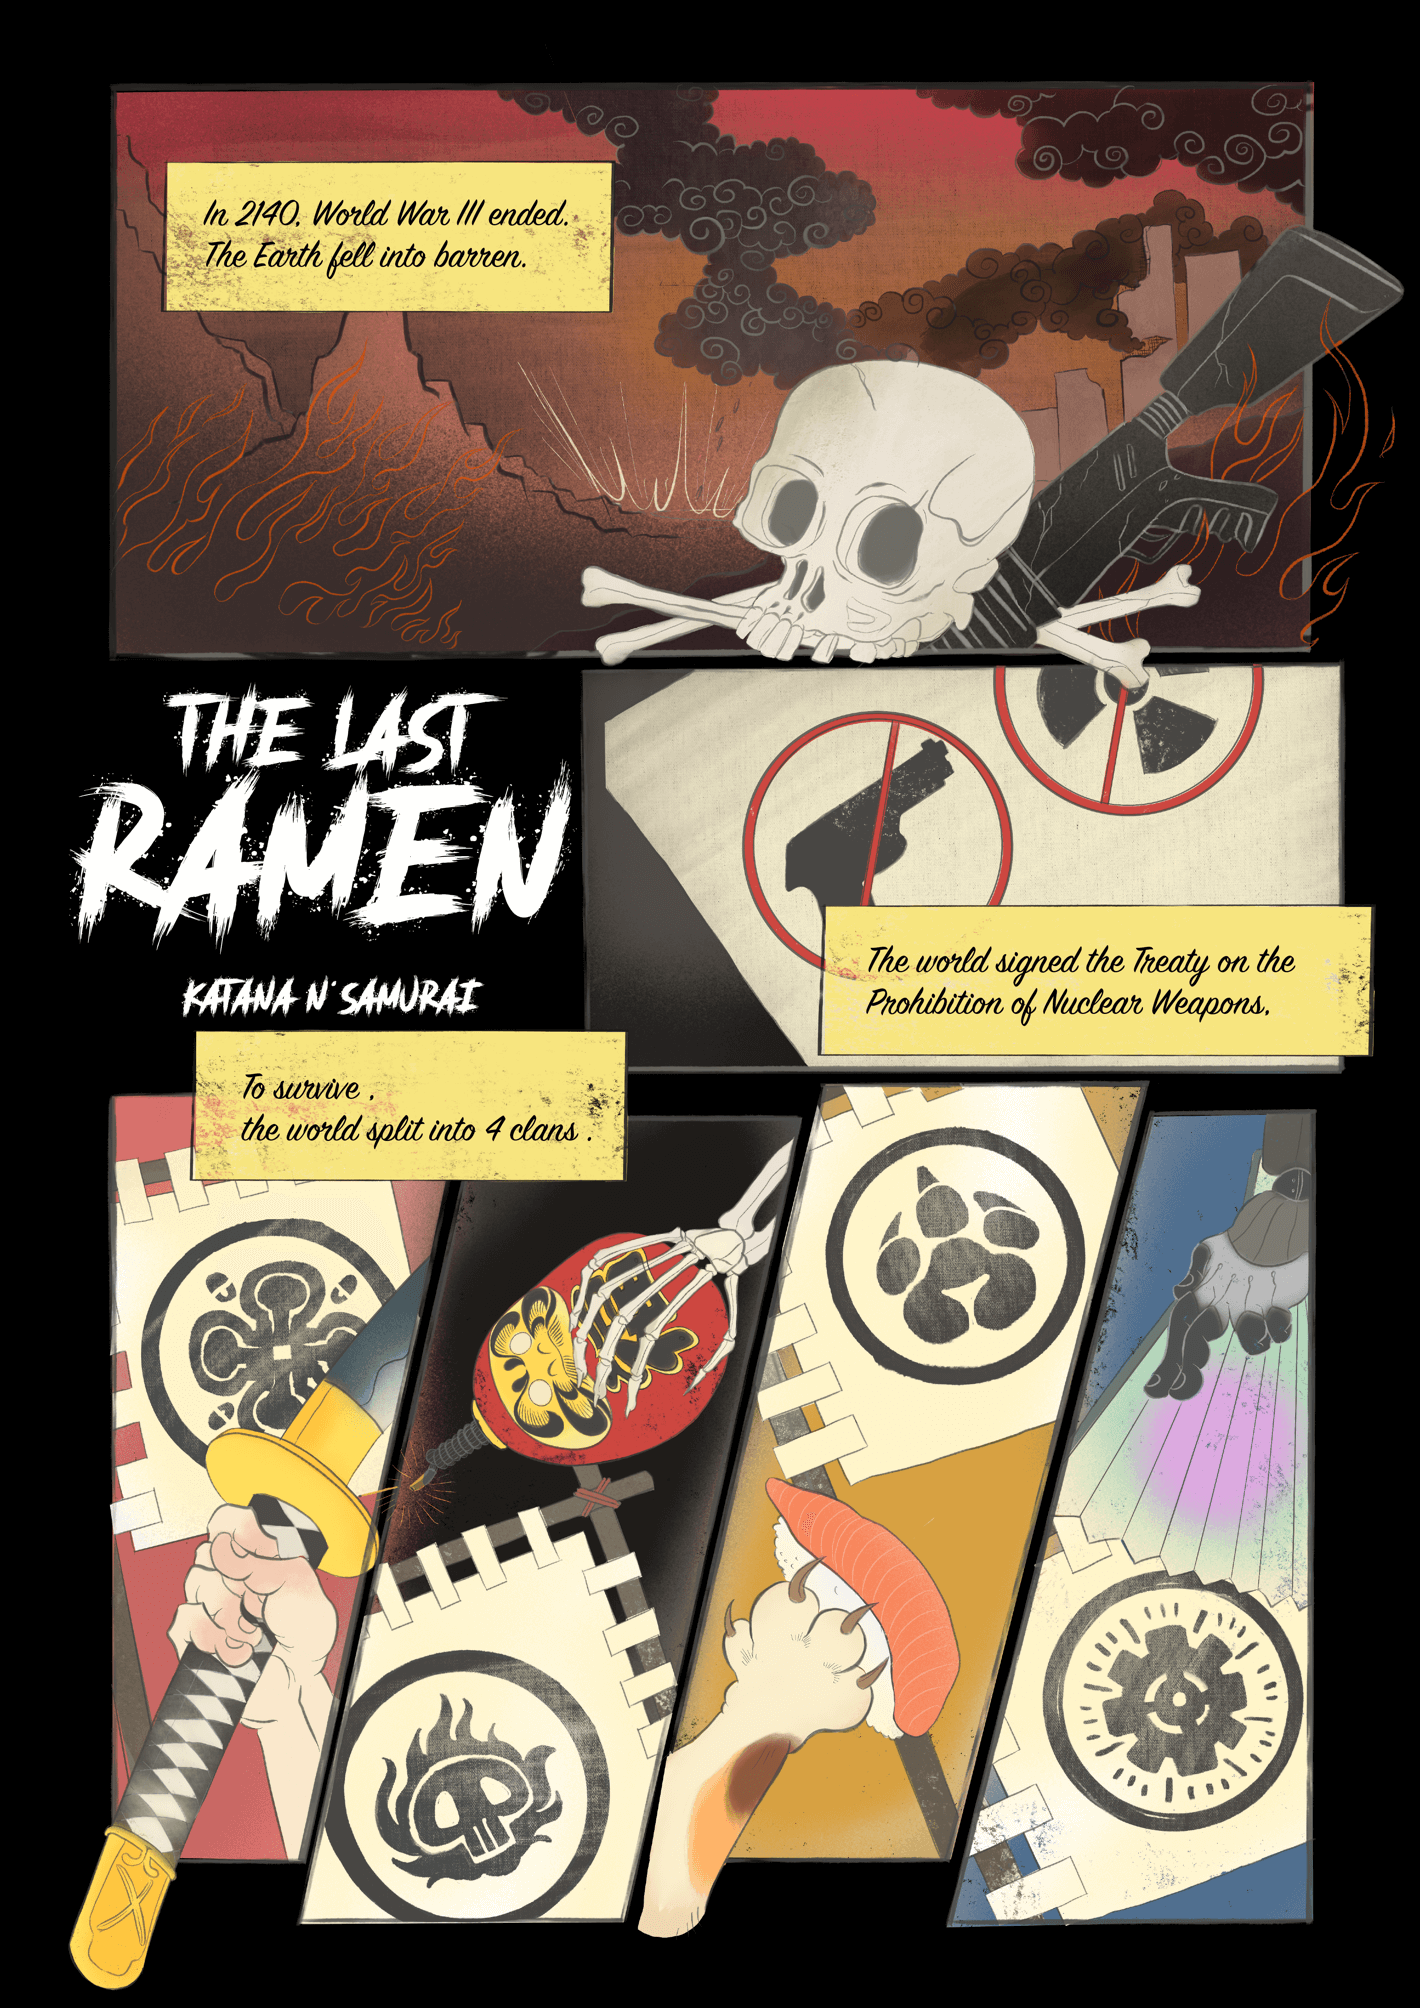 In 2140, World War III ended.
The Earth fell into barren.
THE LAST
RAMEN
KATANA N' SAMURAI
The world signed the Treaty on the
Prohibition of Nuclear Weapons.
To survive ,
the world split into 4 clans .